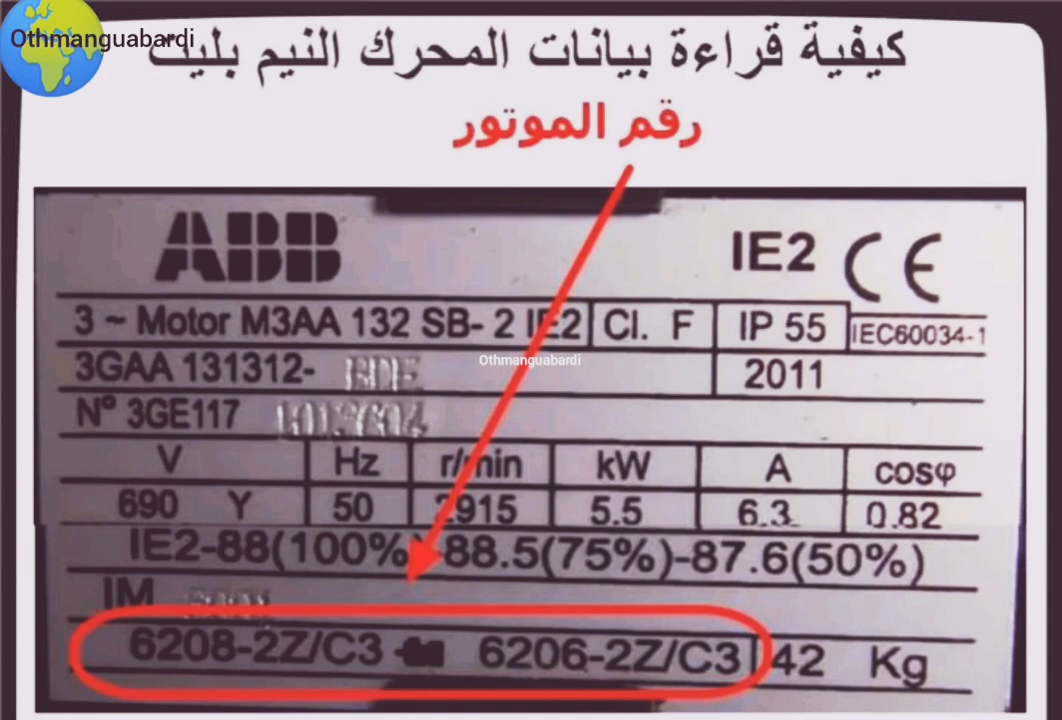 Othmanguabardi
كيفية قراءة بيانات المحرك النيم بليت
رقم الموتور
ABB IE2 CE
3 ~ Motor M3AA 132 SB- 2 IE2 Cl. F IP 55 IEC60034-1
3GAA 131312- 2011
Othmanguabardi
Nº 3GE117
V Hz r/min kW A cosφ
690 Y 50 2915 5.5 6.3 0.82
IE2-88(100%)-88.5(75%)-87.6(50%)
IM
6208-2Z/C3 6206-2Z/C3 42 Kg